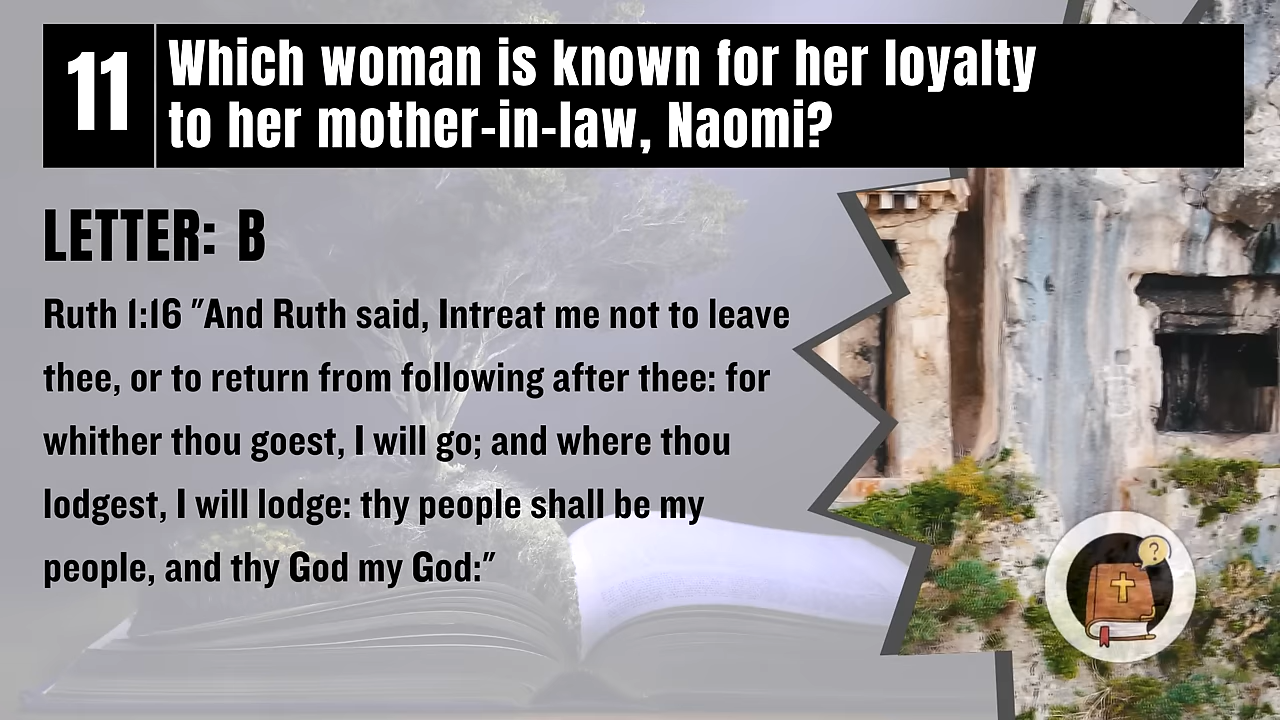 11
Which woman is known for her loyalty
to her mother-in-law, Naomi?
LETTER: B
Ruth 1:16 "And Ruth said, Intreat me not to leave
thee, or to return from following after thee: for
whither thou goest, I will go; and where thou
lodgest, I will lodge: thy people shall be my
people, and thy God my God:"
?